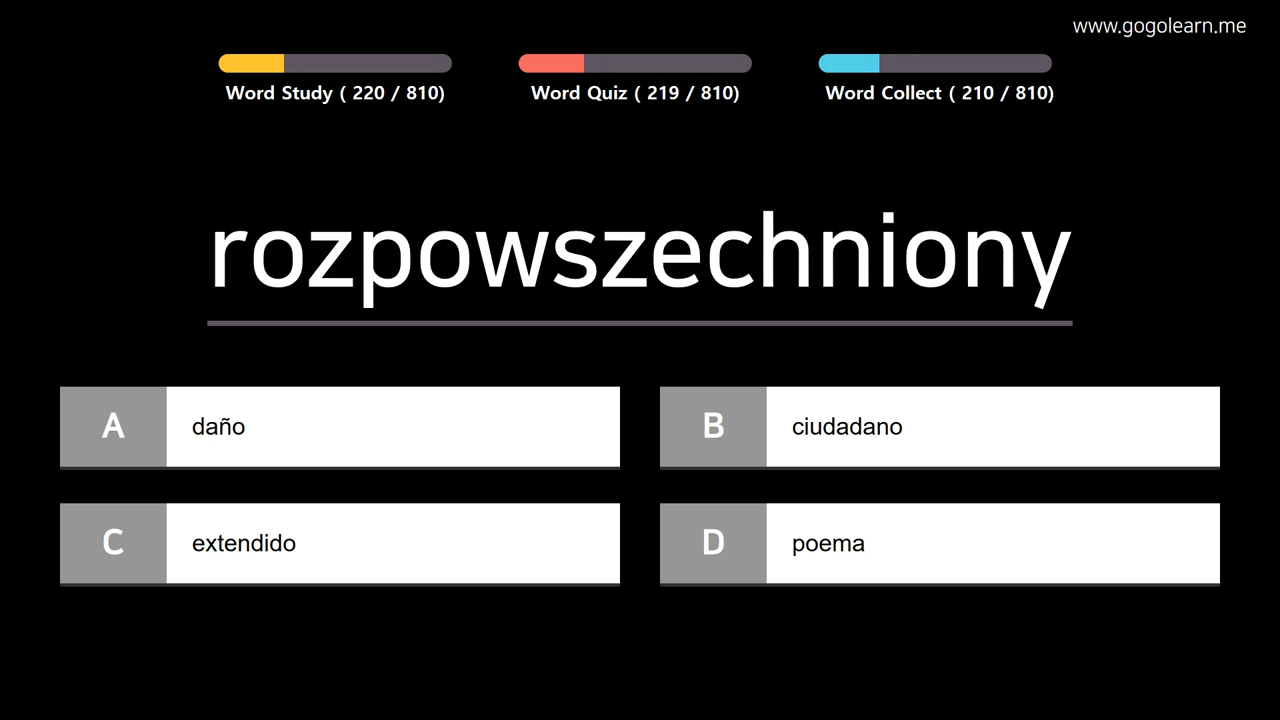 www.gogolearn.me
Word Study ( 220 / 810)
Word Quiz ( 219 / 810)
Word Collect ( 210 / 810)
rozpowszechniony
A daño
B ciudadano
C extendido
D poema